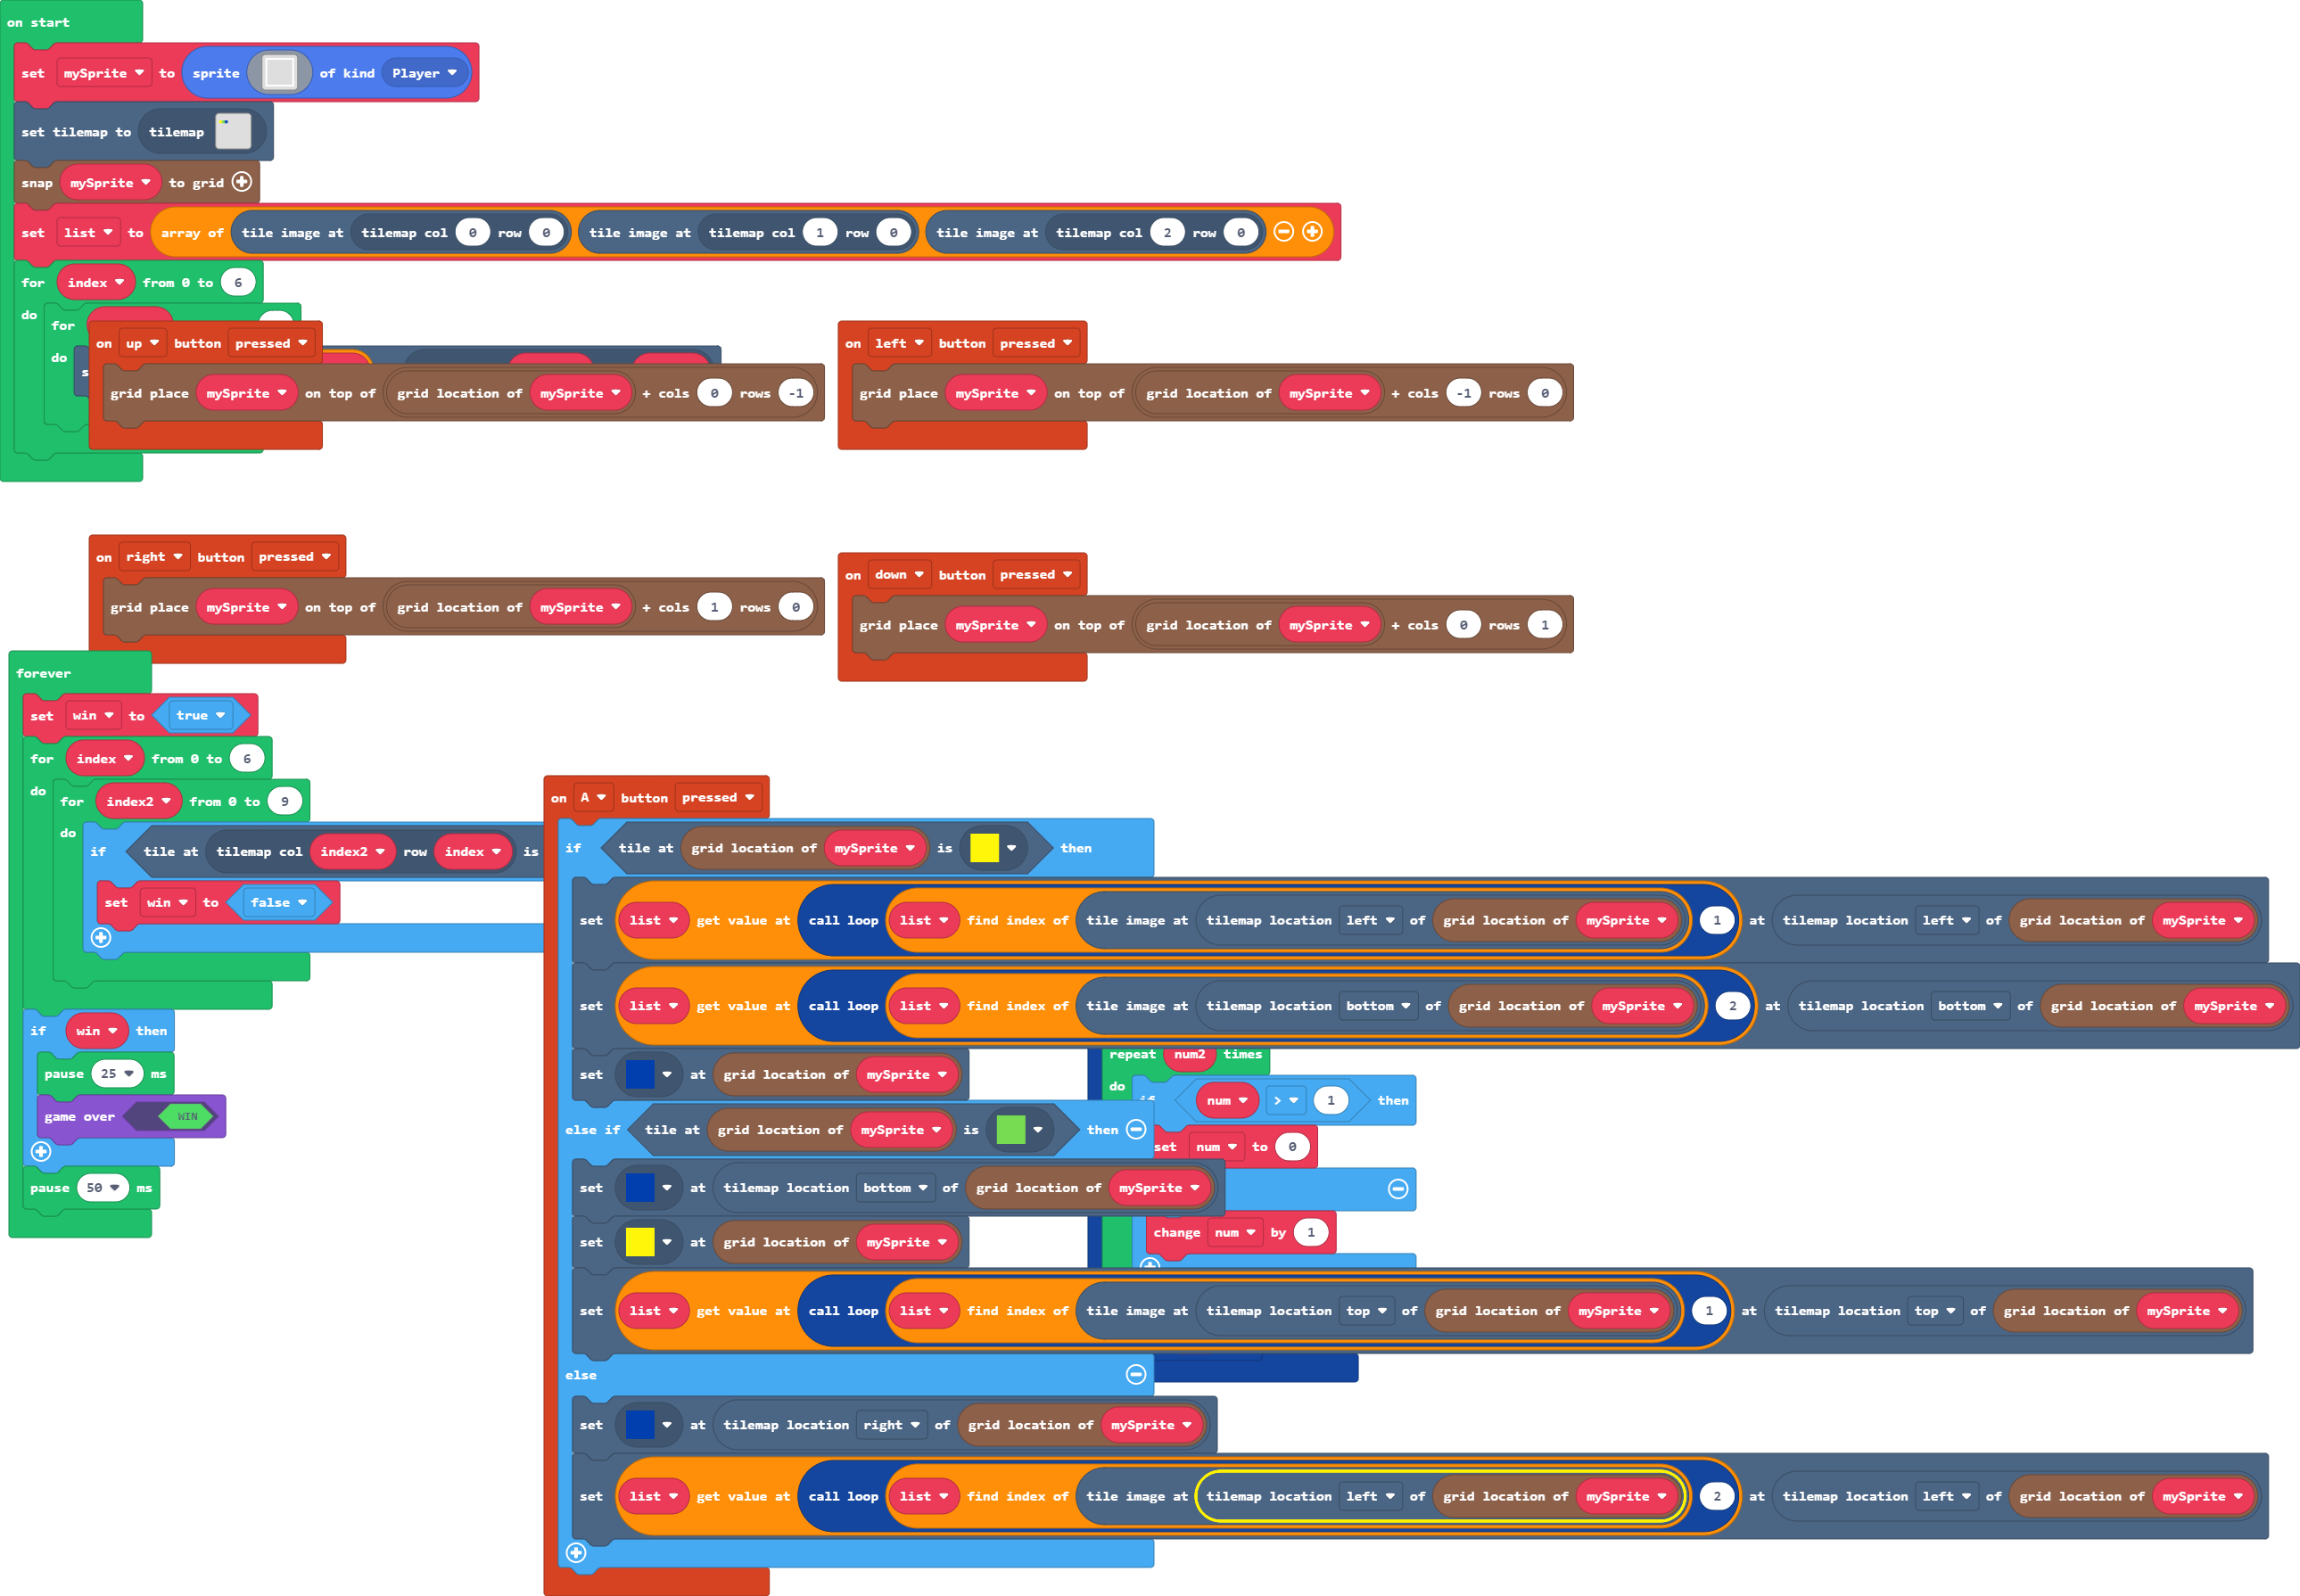 on start
set mySprite to sprite of kind Player
set tilemap to tilemap
snap mySprite to grid
set list to array of tile image at tilemap col 0 row 0 tile image at tilemap col 1 row 0 tile image at tilemap col 2 row 0
for index from 0 to 6
do for
do
on up button pressed
grid place mySprite on top of grid location of mySprite + cols 0 rows -1
on left button pressed
grid place mySprite on top of grid location of mySprite + cols -1 rows 0
on right button pressed
grid place mySprite on top of grid location of mySprite + cols 1 rows 0
on down button pressed
grid place mySprite on top of grid location of mySprite + cols 0 rows 1
forever
set win to true
for index from 0 to 6
do for index2 from 0 to 9
do if tile at tilemap col index2 row index is
set win to false
if win then
pause 25 ms
game over WIN
pause 50 ms
on A button pressed
if tile at grid location of mySprite is then
set list get value at call loop list find index of tile image at tilemap location left of grid location of mySprite 1 at tilemap location left of grid location of mySprite
set list get value at call loop list find index of tile image at tilemap location bottom of grid location of mySprite 2 at tilemap location bottom of grid location of mySprite
set at grid location of mySprite
else if tile at grid location of mySprite is then
set at tilemap location bottom of grid location of mySprite
set at grid location of mySprite
set list get value at call loop list find index of tile image at tilemap location top of grid location of mySprite 1 at tilemap location top of grid location of mySprite
else
set at tilemap location right of grid location of mySprite
set list get value at call loop list find index of tile image at tilemap location left of grid location of mySprite 2 at tilemap location left of grid location of mySprite
repeat num2 times
do
num > 1 then
set num to 0
change num by 1